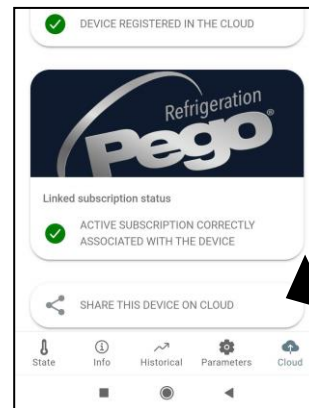 DEVICE REGISTERED IN THE CLOUD
Refrigeration
Pego®
Linked subscription status
ACTIVE SUBSCRIPTION CORRECTLY
ASSOCIATED WITH THE DEVICE
SHARE THIS DEVICE ON CLOUD
State Info Historical Parameters Cloud